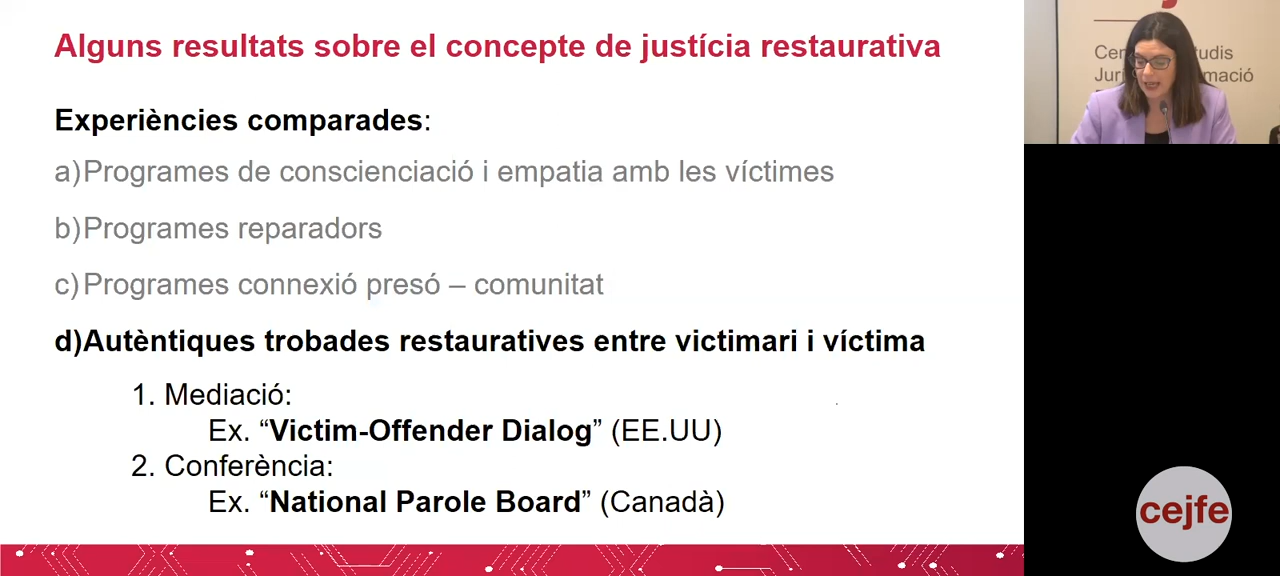 Alguns resultats sobre el concepte de justícia restaurativa
Experiències comparades:
a)Programes de conscienciació i empatia amb les víctimes
b)Programes reparadors
c)Programes connexió presó – comunitat
d)Autèntiques trobades restauratives entre victimari i víctima
1. Mediació:
Ex. “Victim-Offender Dialog” (EE.UU)
2. Conferència:
Ex. “National Parole Board” (Canadà)
cejfe